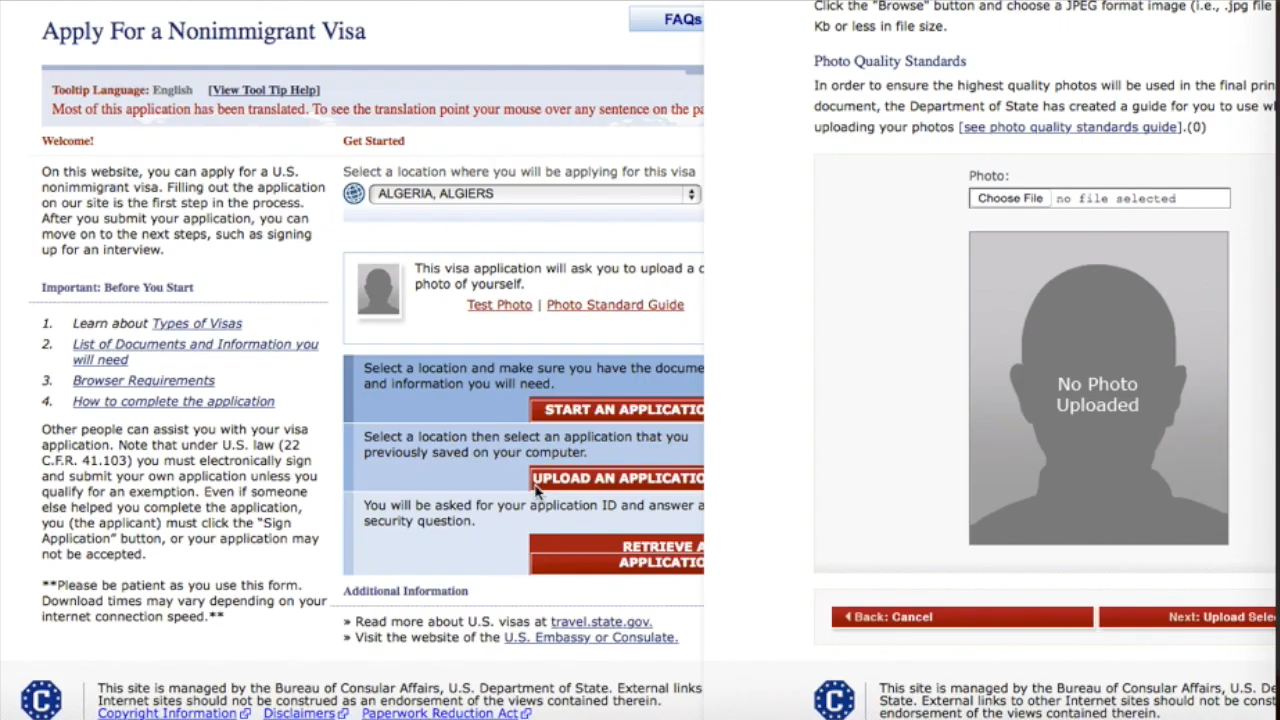 Apply For a Nonimmigrant Visa
FAQs
Tooltip Language: English [View Tool Tip Help]
Most of this application has been translated. To see the translation point your mouse over any sentence on the
Welcome!
On this website, you can apply for a U.S.
nonimmigrant visa. Filling out the application
on our site is the first step in the process.
After you submit your application, you can
move on to the next steps, such as signing
up for an interview.
Important: Before You Start
1. Learn about Types of Visas
2. List of Documents and Information you
will need
3. Browser Requirements
4. How to complete the application
Other people can assist you with your visa
application. Note that under U.S. law (22
C.F.R. 41.103) you must electronically sign
and submit your own application unless you
qualify for an exemption. Even if someone
else helped you complete the application,
you (the applicant) must click the "Sign
Application" button, or your application may
not be accepted.
**Please be patient as you use this form.
Download times may vary depending on your
internet connection speed.**
Get Started
Select a location where you will be applying for this visa
ALGERIA, ALGIERS
This visa application will ask you to upload a
photo of yourself.
Test Photo | Photo Standard Guide
Select a location and make sure you have the docume
and information you will need.
START AN APPLICATIO
Select a location then select an application that you
previously saved on your computer.
UPLOAD AN APPLICATIO
You will be asked for your application ID and answer a
security question.
RETRIEVE A
APPLICATIO
Additional Information
» Read more about U.S. visas at travel.state.gov.
» Visit the website of the U.S. Embassy or Consulate.
This site is managed by the Bureau of Consular Affairs, U.S. Department of State. External links
Internet sites should not be construed as an endorsement of the views contained therein.
Copyright Information Disclaimers Paperwork Reduction Act
Click the "Browse" button and choose a JPEG format image (i.e., .jpg file
Kb or less in file size.
Photo Quality Standards
In order to ensure the highest quality photos will be used in the final prin
document, the Department of State has created a guide for you to use w
uploading your photos [see photo quality standards guide].(0)
Photo:
Choose File no file selected
No Photo
Uploaded
Back: Cancel
Next: Upload Sele
This site is managed by the Bureau of Consular Affairs, U.S. De
State. External links to other Internet sites should not be const
endorsement of the views contained therein.